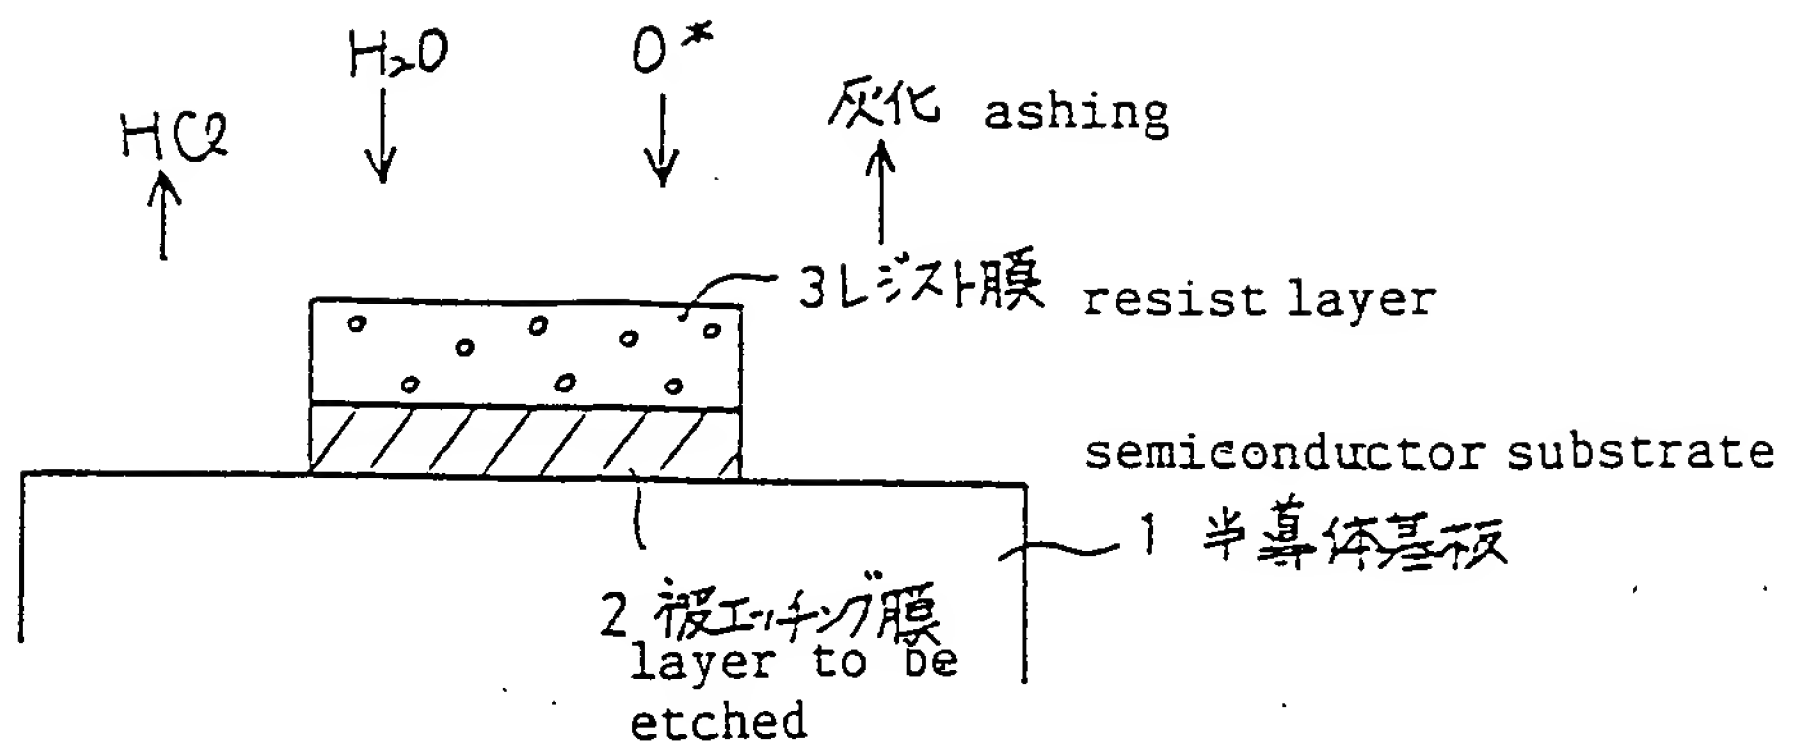 H₂O
O*
HCl
灰化 ashing
3 レジスト膜 resist layer
semiconductor substrate
1 半導体基板
2 被エッチング膜
layer to be
etched